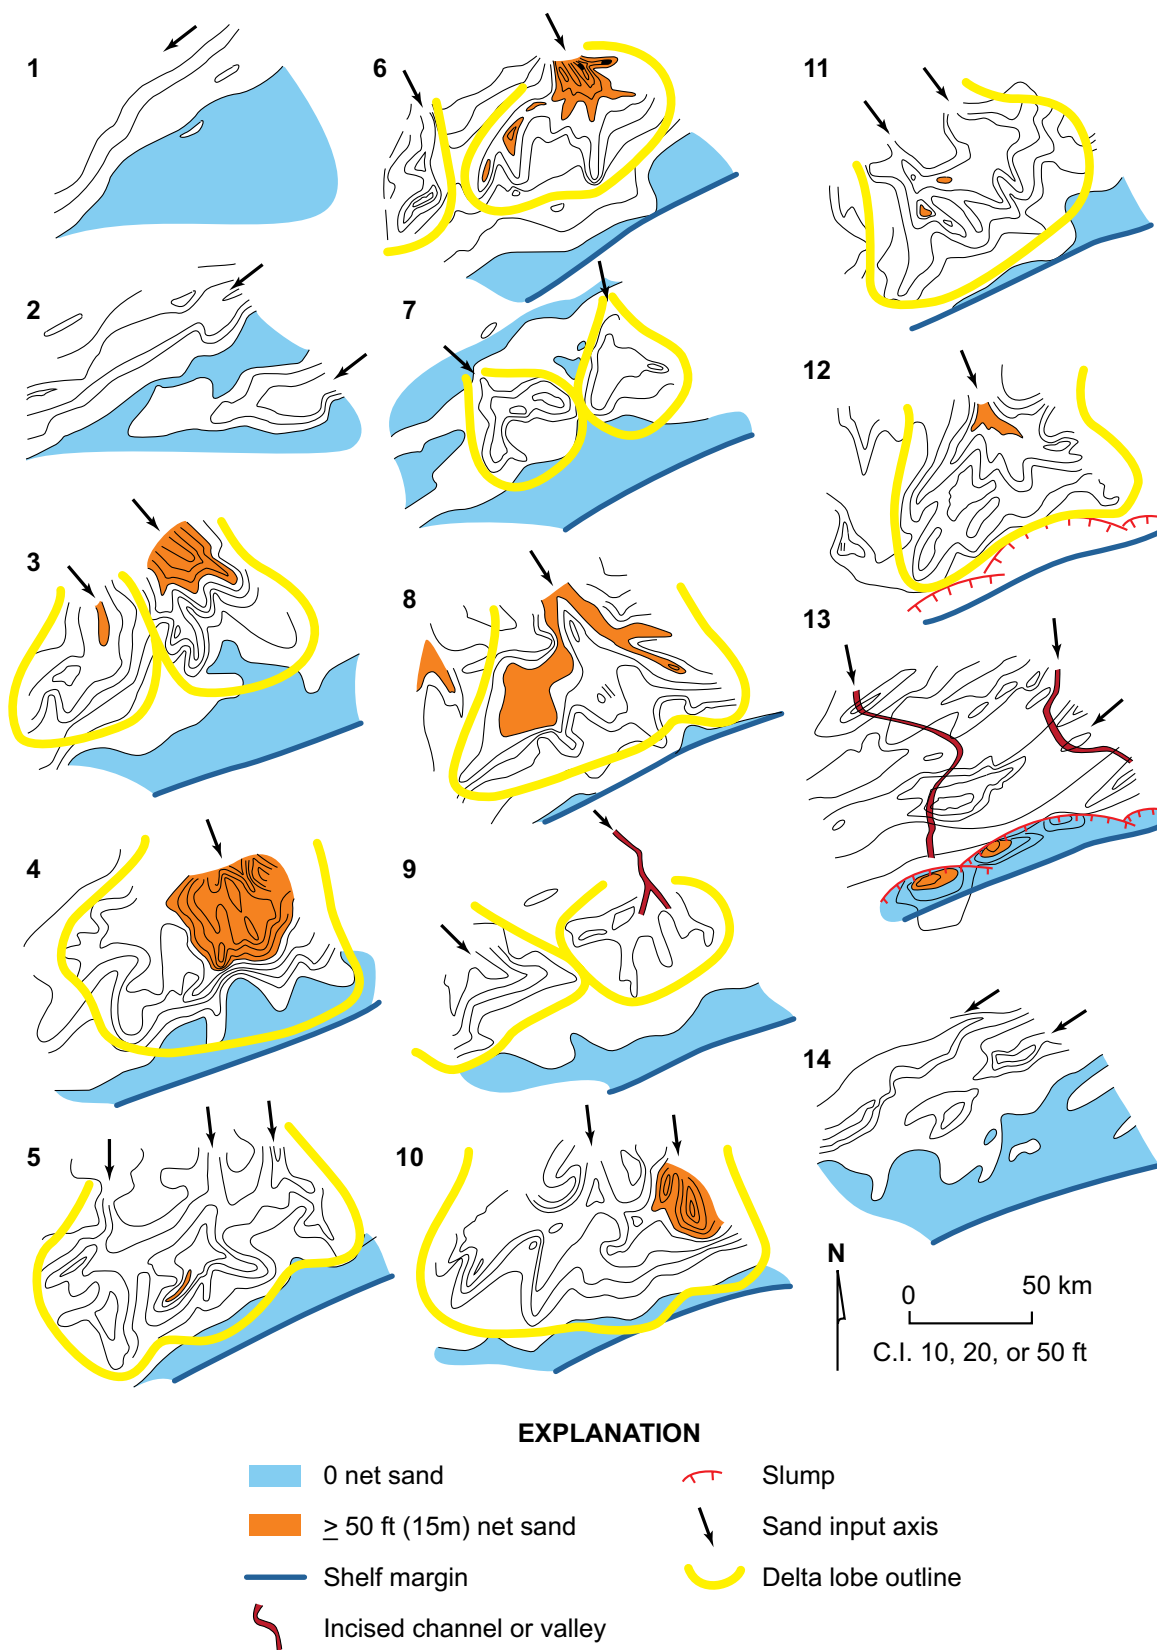 1
2
3
4
5
6
7
8
9
10
11
12
13
14
N
0
50 km
C.I. 10, 20, or 50 ft
EXPLANATION
0 net sand
≥ 50 ft (15m) net sand
Shelf margin
Incised channel or valley
Slump
Sand input axis
Delta lobe outline